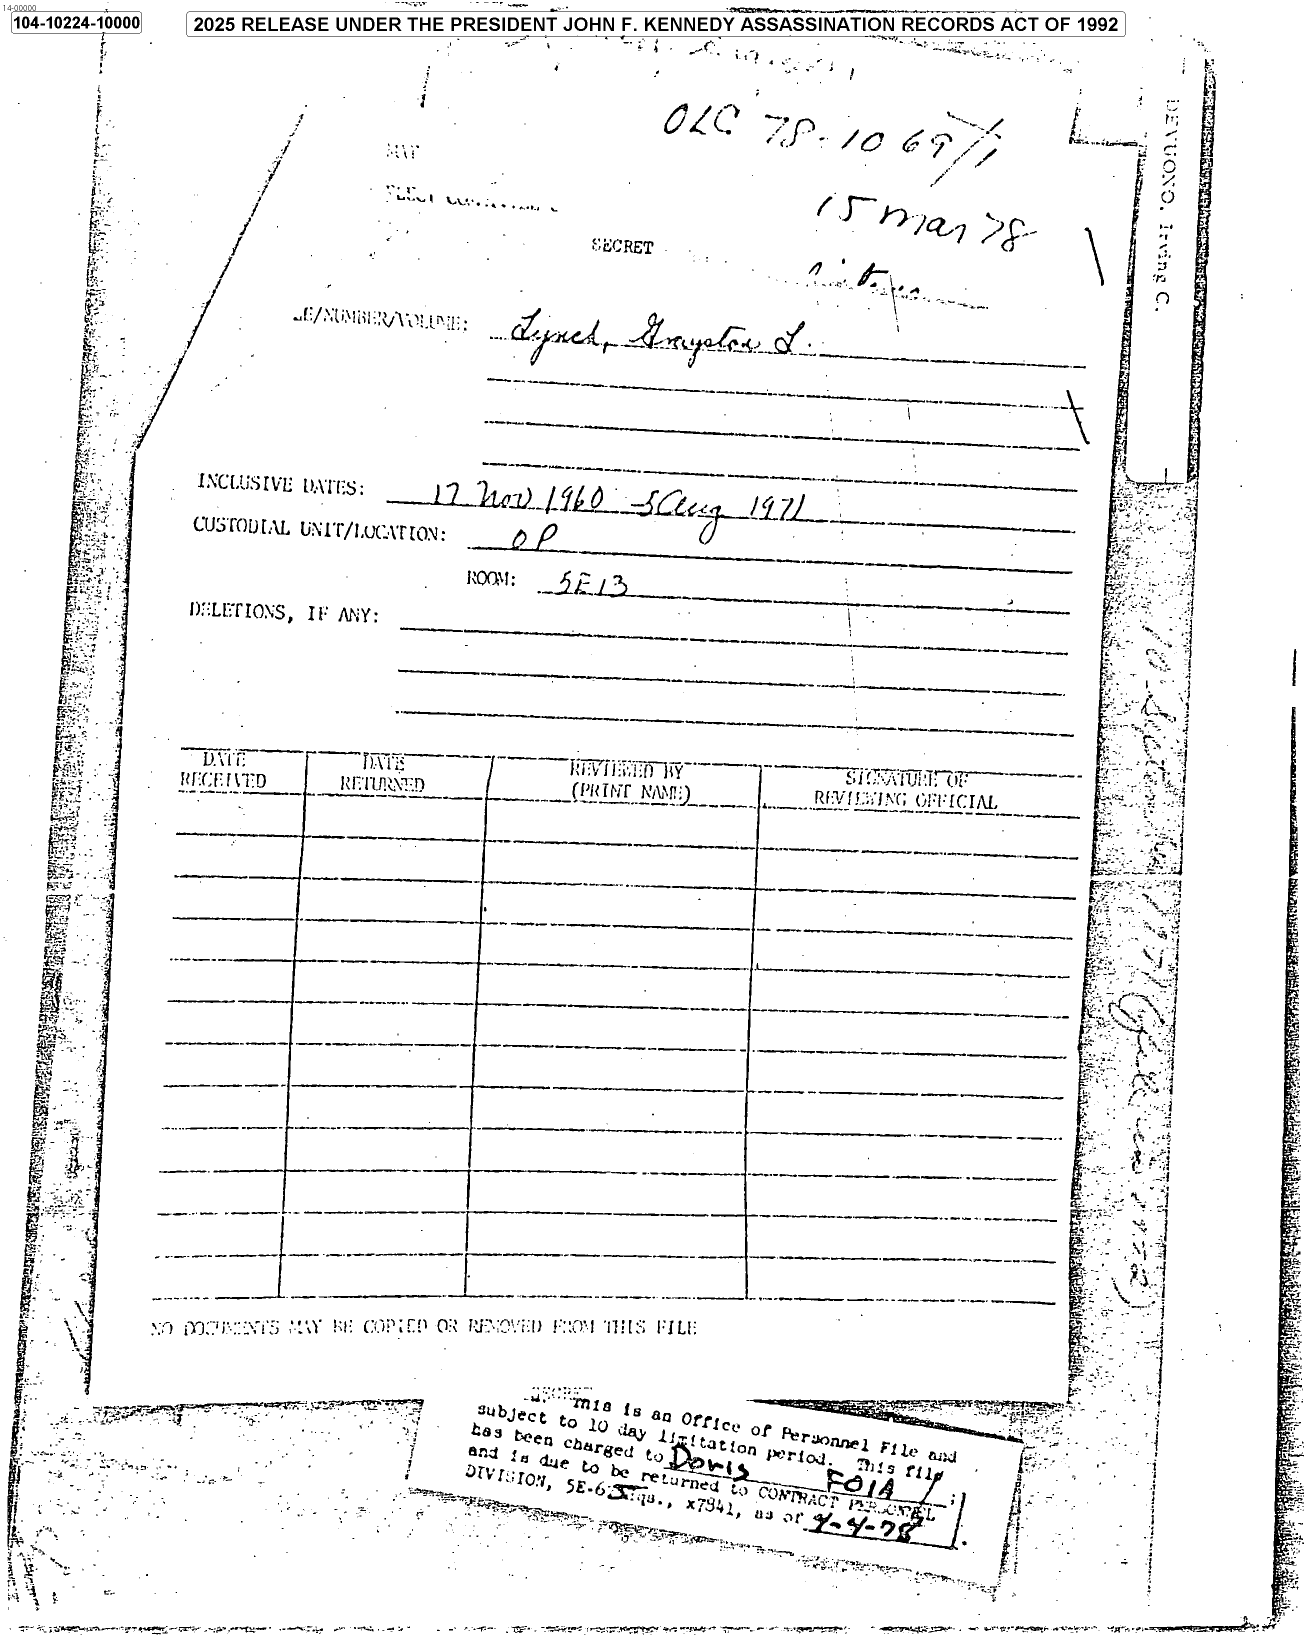 14-00000
104-10224-10000
2025 RELEASE UNDER THE PRESIDENT JOHN F. KENNEDY ASSASSINATION RECORDS ACT OF 1992
OLC 78-1069/1
15 Mar 78
SECRET
DEVUONO, Irving C.
E/NUMBER/VOLUME: Lynch, Grayston L.
INCLUSIVE DATES: 17 Nov 1960 - 5 Aug 1971
CUSTODIAL UNIT/LOCATION: OP
ROOM: 5E13
DELETIONS, IF ANY:
DATE RECEIVED
DATE RETURNED
REVIEWED BY (PRINT NAME)
SIGNATURE OF REVIEWING OFFICIAL
NO DOCUMENTS MAY BE COPIED OR REMOVED FROM THIS FILE
SECRET
This is an Office of Personnel File and
subject to 10 day limitation period. This file
has been charged to Doris FOIA ;
and is due to be returned to CONTRACT PERSONNEL
DIVISION, Hqs., x7941, as of 4-4-78.